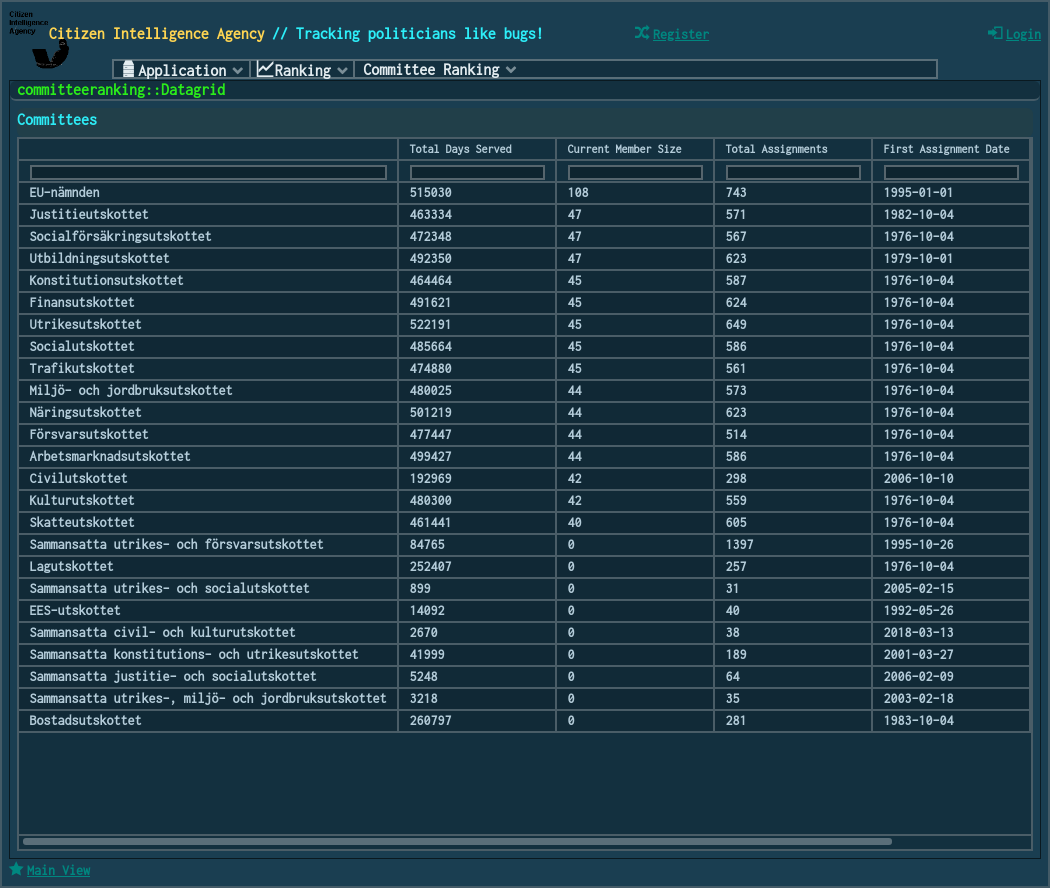 Citizen
Intelligence
Agency
Citizen Intelligence Agency // Tracking politicians like bugs!
Register
Login
Application
Ranking
Committee Ranking
committeeranking::Datagrid
Committees
Total Days Served Current Member Size Total Assignments First Assignment Date
EU-nämnden 515030 108 743 1995-01-01
Justitieutskottet 463334 47 571 1982-10-04
Socialförsäkringsutskottet 472348 47 567 1976-10-04
Utbildningsutskottet 492350 47 623 1979-10-01
Konstitutionsutskottet 464464 45 587 1976-10-04
Finansutskottet 491621 45 624 1976-10-04
Utrikesutskottet 522191 45 649 1976-10-04
Socialutskottet 485664 45 586 1976-10-04
Trafikutskottet 474880 45 561 1976-10-04
Miljö- och jordbruksutskottet 480025 44 573 1976-10-04
Näringsutskottet 501219 44 623 1976-10-04
Försvarsutskottet 477447 44 514 1976-10-04
Arbetsmarknadsutskottet 499427 44 586 1976-10-04
Civilutskottet 192969 42 298 2006-10-10
Kulturutskottet 480300 42 559 1976-10-04
Skatteutskottet 461441 40 605 1976-10-04
Sammansatta utrikes- och försvarsutskottet 84765 0 1397 1995-10-26
Lagutskottet 252407 0 257 1976-10-04
Sammansatta utrikes- och socialutskottet 899 0 31 2005-02-15
EES-utskottet 14092 0 40 1992-05-26
Sammansatta civil- och kulturutskottet 2670 0 38 2018-03-13
Sammansatta konstitutions- och utrikesutskottet 41999 0 189 2001-03-27
Sammansatta justitie- och socialutskottet 5248 0 64 2006-02-09
Sammansatta utrikes-, miljö- och jordbruksutskottet 3218 0 35 2003-02-18
Bostadsutskottet 260797 0 281 1983-10-04
Main View